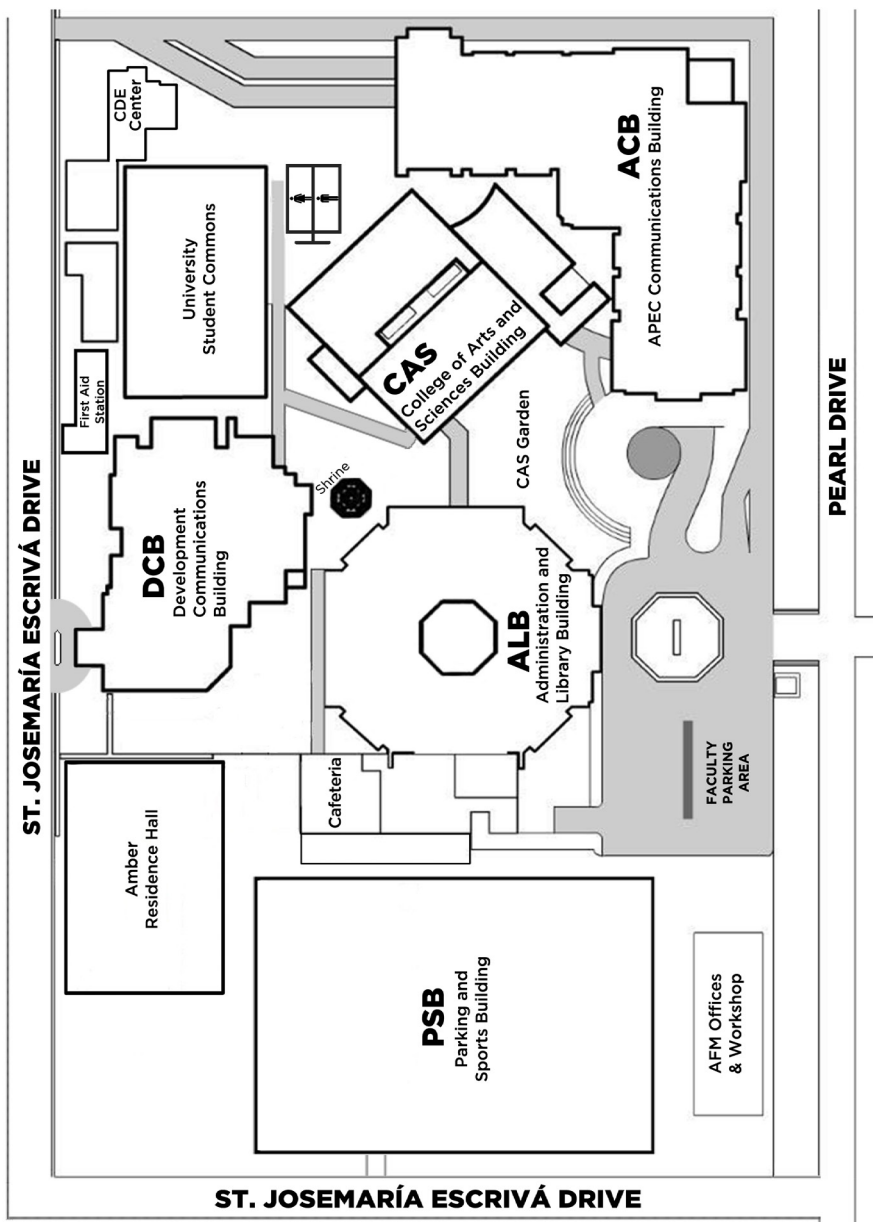 CDE
Center
University
Student Commons
First Aid
Station
ACB
APEC Communications Building
CAS
College of Arts and
Sciences Building
CAS Garden
Shrine
DCB
Development
Communications
Building
ALB
Administration and
Library Building
FACULTY
PARKING
AREA
Cafeteria
Amber
Residence Hall
PSB
Parking and
Sports Building
AFM Offices
& Workshop
ST. JOSEMARÍA ESCRIVÁ DRIVE
PEARL DRIVE
ST. JOSEMARÍA ESCRIVÁ DRIVE